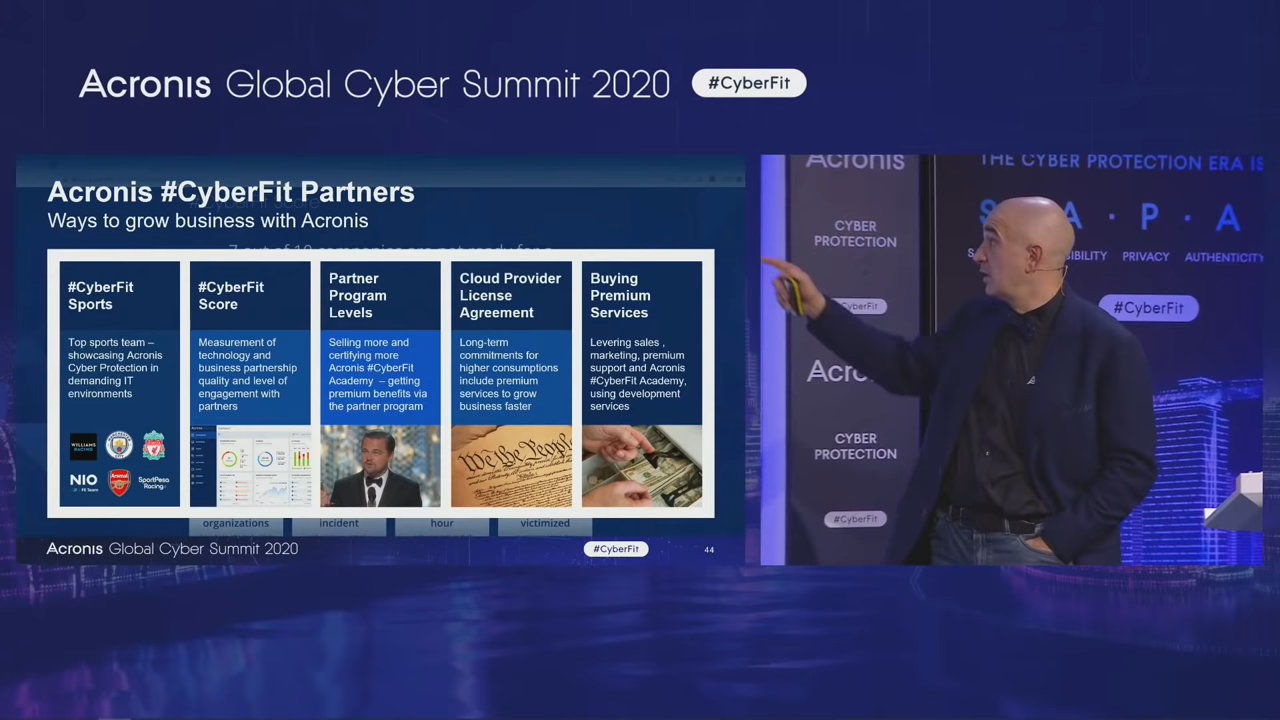 Acronis Global Cyber Summit 2020 #CyberFit
Acronis #CyberFit Partners
Ways to grow business with Acronis
#CyberFit
Sports
Top sports team –
showcasing Acronis
Cyber Protection in
demanding IT
environments
WILLIAMS
RACING
NIO
FE Team
Arsenal
SportPesa
Racing
#CyberFit
Score
Measurement of
technology and
business partnership
quality and level of
engagement with
partners
Partner
Program
Levels
Selling more and
certifying more
Acronis #CyberFit
Academy – getting
premium benefits via
the partner program
Cloud Provider
License
Agreement
Long-term
commitments for
higher consumptions
include premium
services to grow
business faster
We the People
Buying
Premium
Services
Levering sales ,
marketing, premium
support and Acronis
#CyberFit Academy,
using development
services
organizations
incident
hour
victimized
Acronis Global Cyber Summit 2020
#CyberFit
44
Acronis
CYBER
PROTECTION
#CyberFit
Acro
CYBER
PROTECTION
#CyberFit
THE CYBER PROTECTION ERA IS
S A · P · A
PRIVACY AUTHENTICITY
#CyberFit